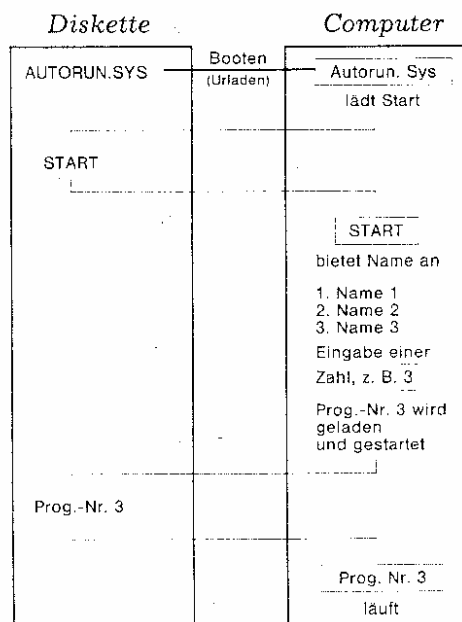 Diskette Computer
Booten
AUTORUN.SYS Autorun. Sys
(Urladen)
lädt Start
START
START
bietet Name an
1. Name 1
2. Name 2
3. Name 3
Eingabe einer
Zahl, z. B. 3
Prog.-Nr. 3 wird
geladen
und gestartet
Prog.-Nr. 3
Prog. Nr. 3
läuft